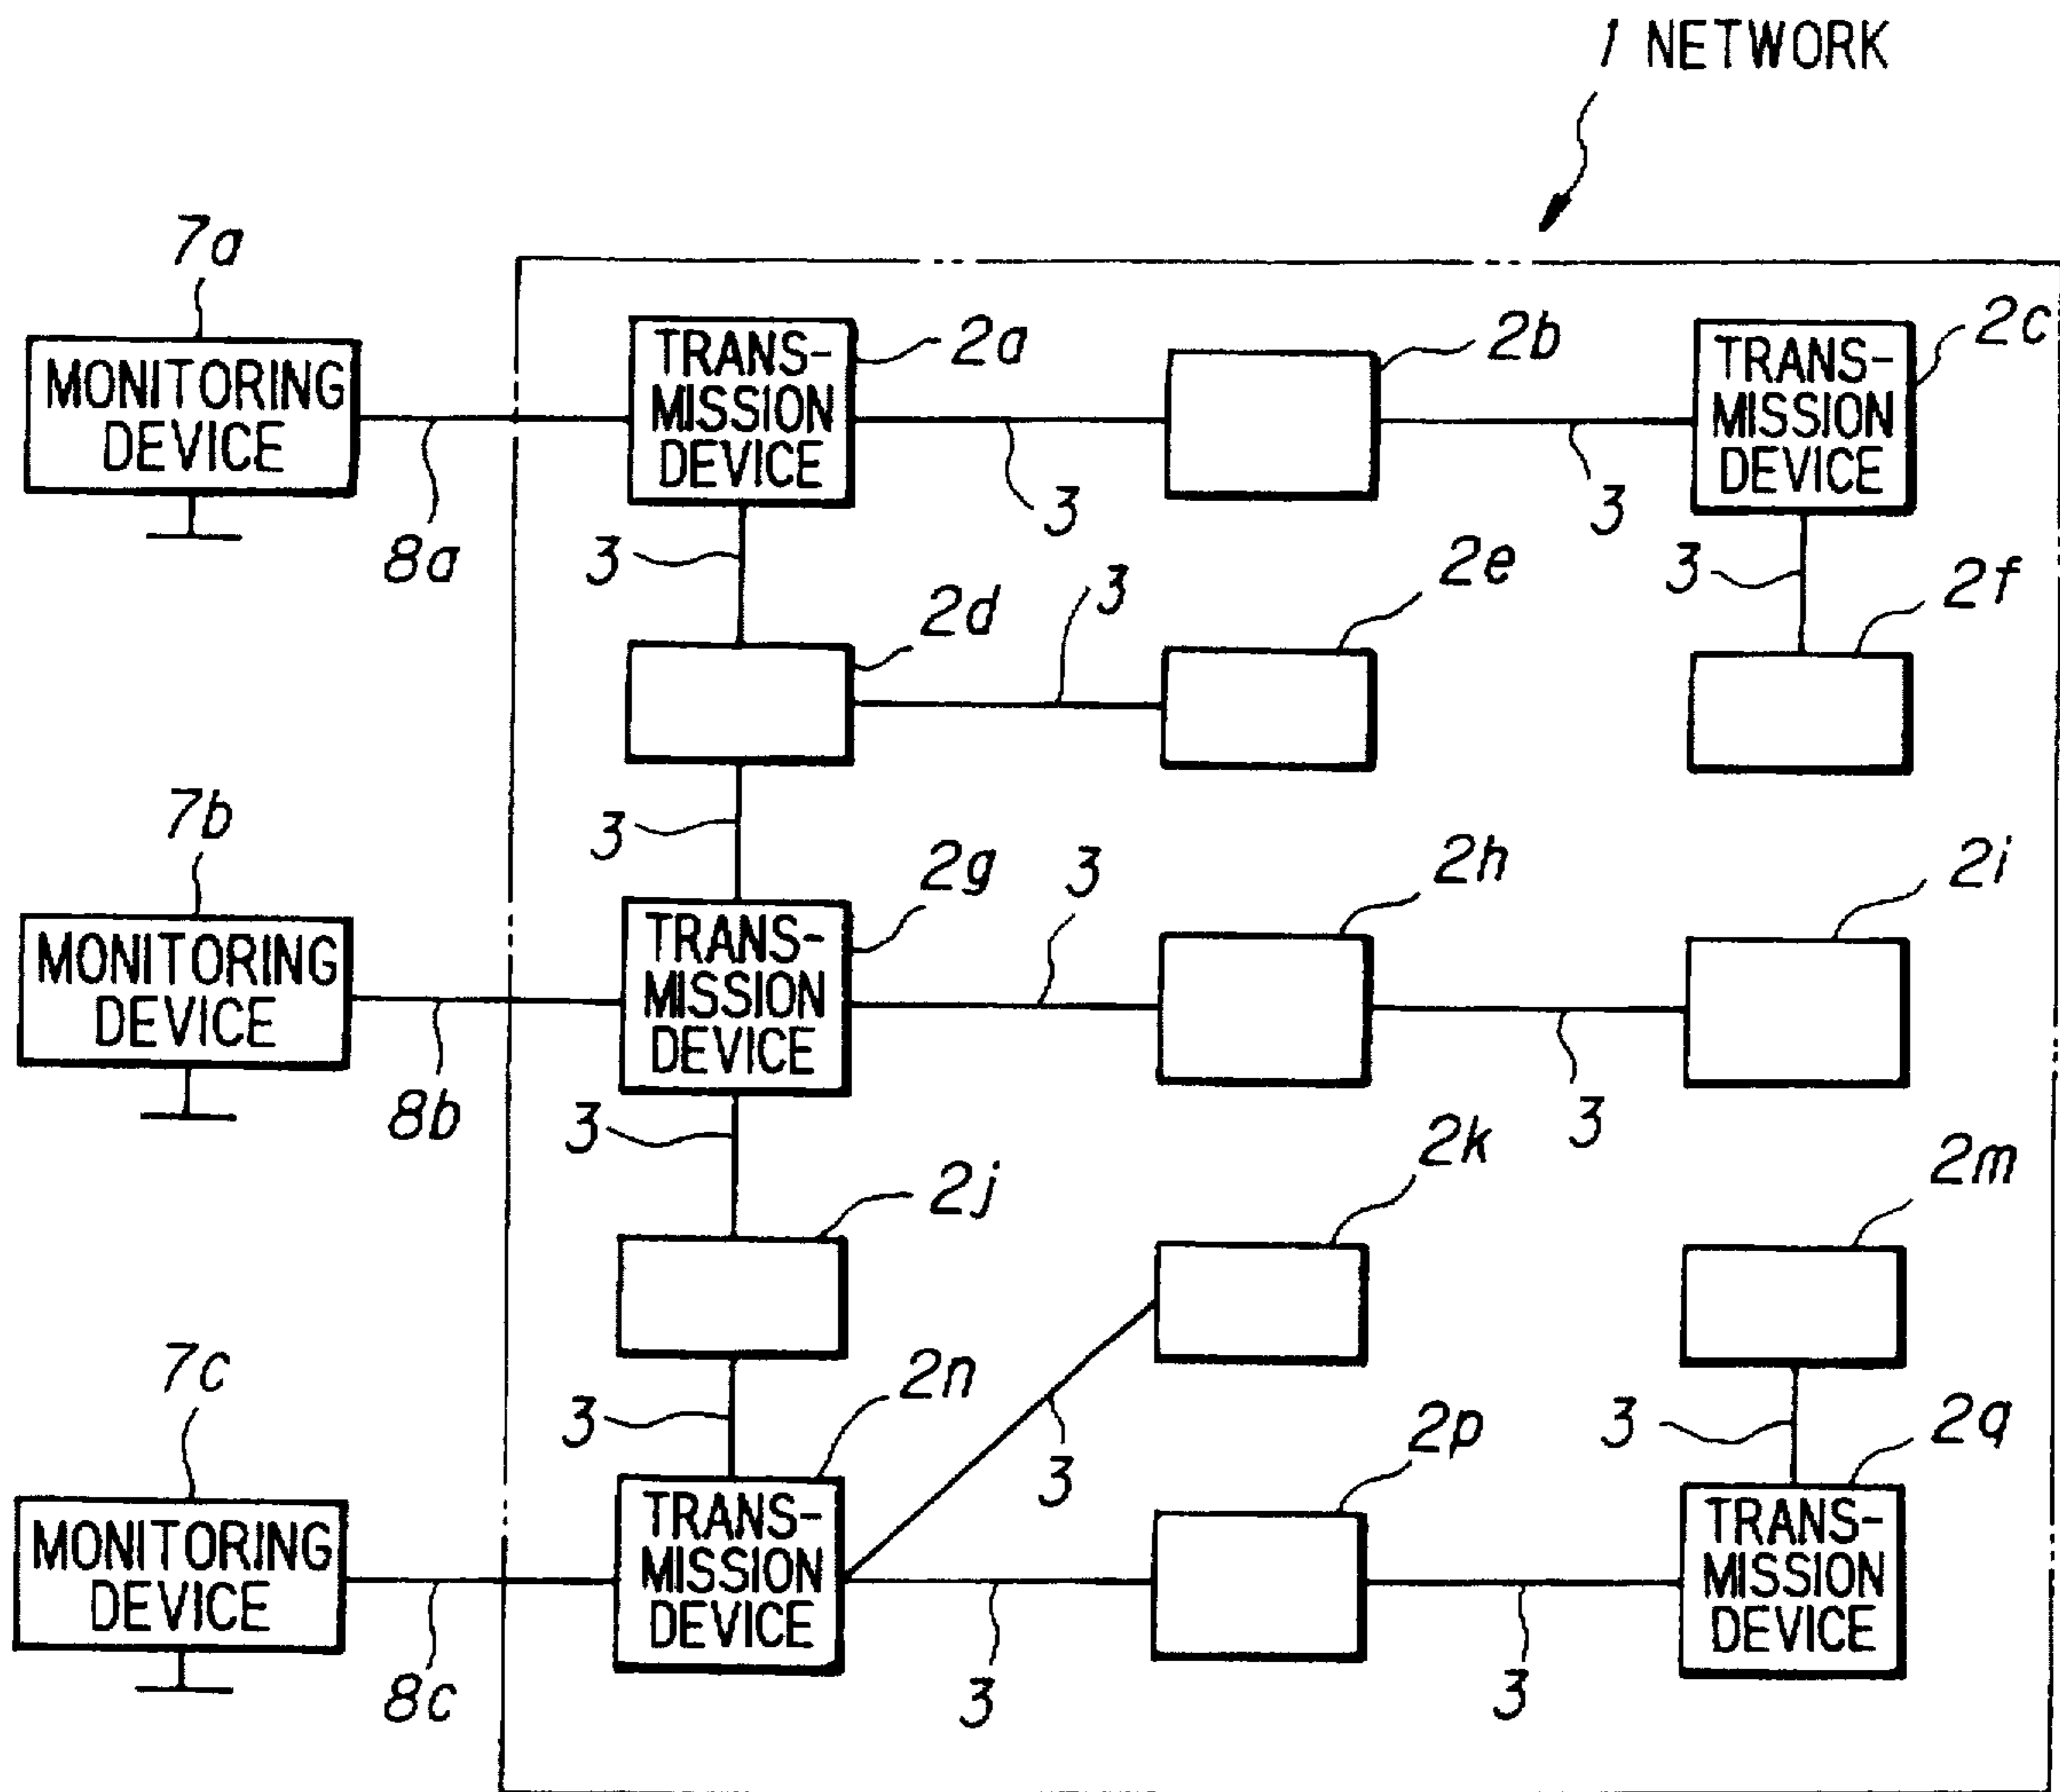 1 NETWORK
7a
MONITORING
DEVICE
8a
TRANS-
MISSION
DEVICE
2a
3
2b
3
TRANS-
MISSION
DEVICE
2c
3
2d
3
2e
3
2f
3
7b
MONITORING
DEVICE
8b
TRANS-
MISSION
DEVICE
2g
3
2h
3
2i
3
2j
2k
2m
7c
MONITORING
DEVICE
8c
3
2n
TRANS-
MISSION
DEVICE
3
2p
3
2q
TRANS-
MISSION
DEVICE
3
3